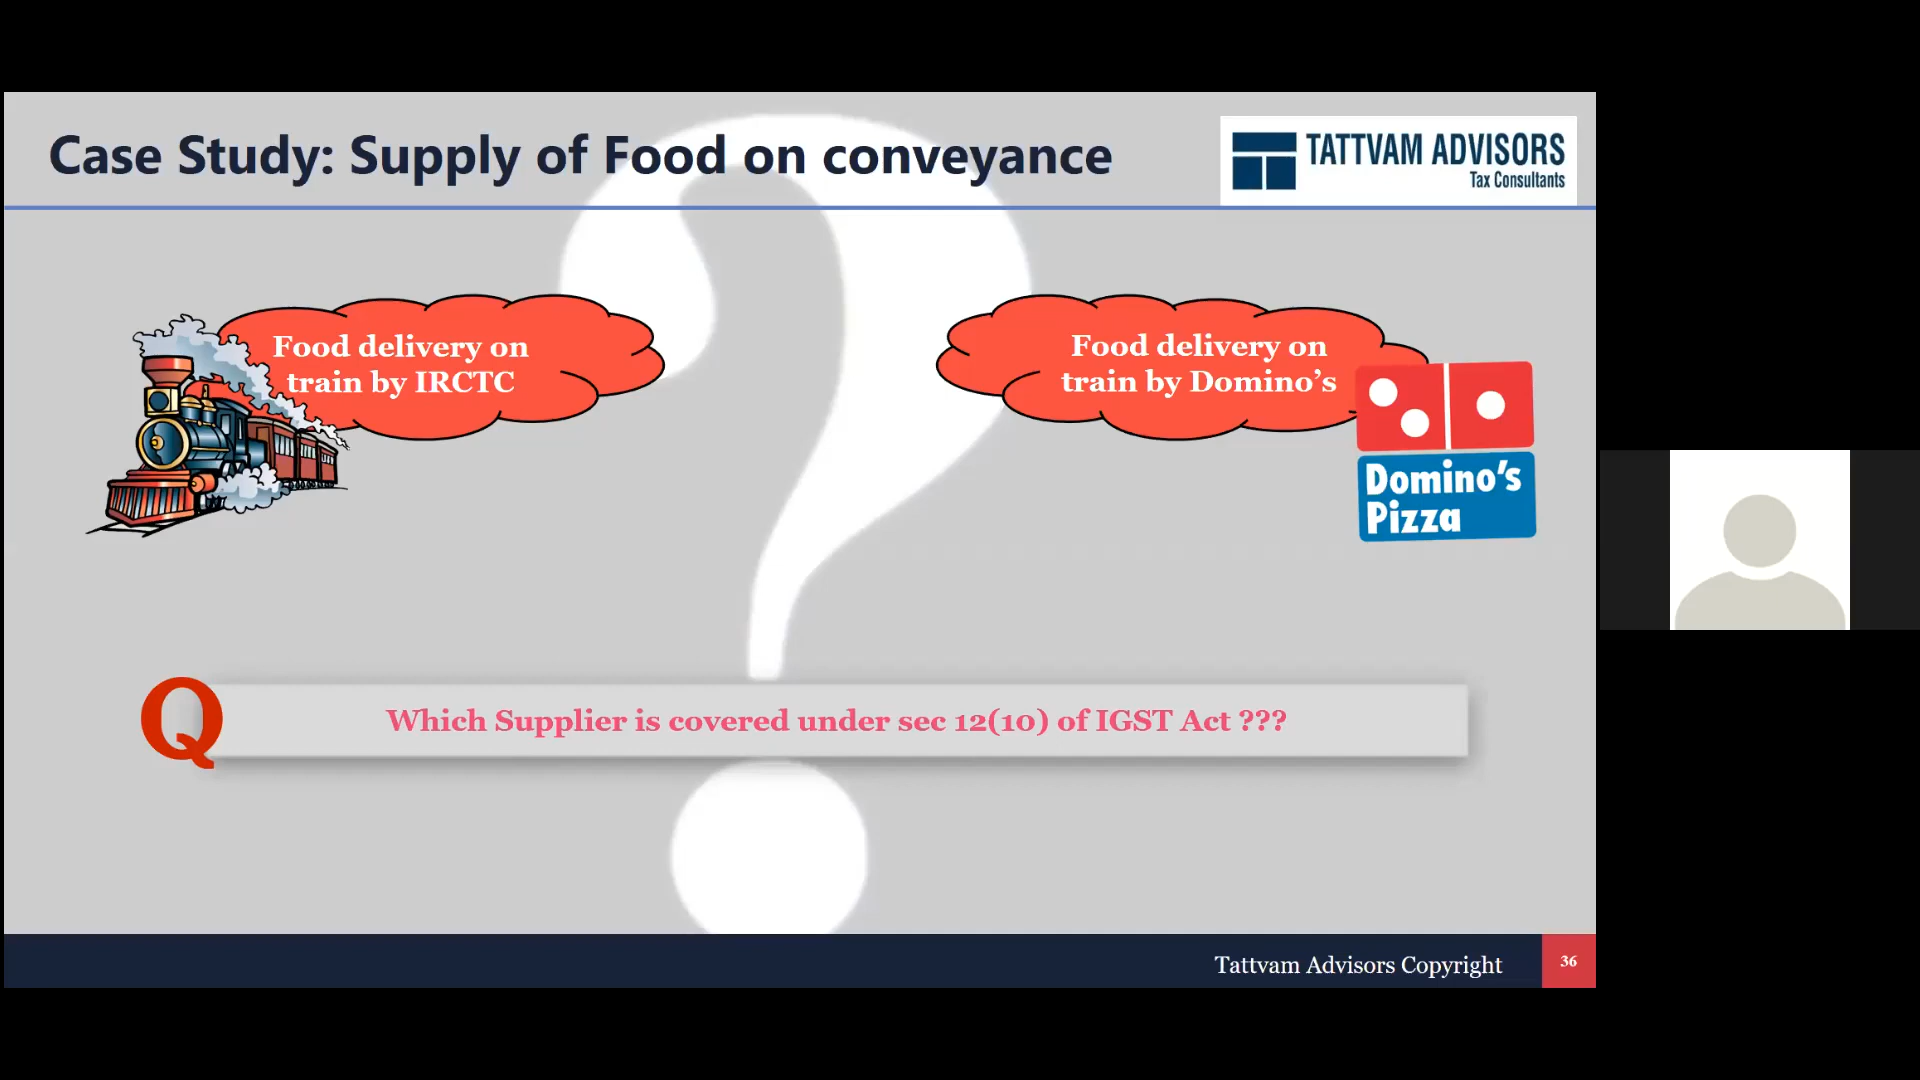 Case Study: Supply of Food on conveyance
TATTVAM ADVISORS
Tax Consultants
Food delivery on
train by IRCTC
Food delivery on
train by Domino’s
Domino’s
Pizza
Q
Which Supplier is covered under sec 12(10) of IGST Act ???
Tattvam Advisors Copyright
36